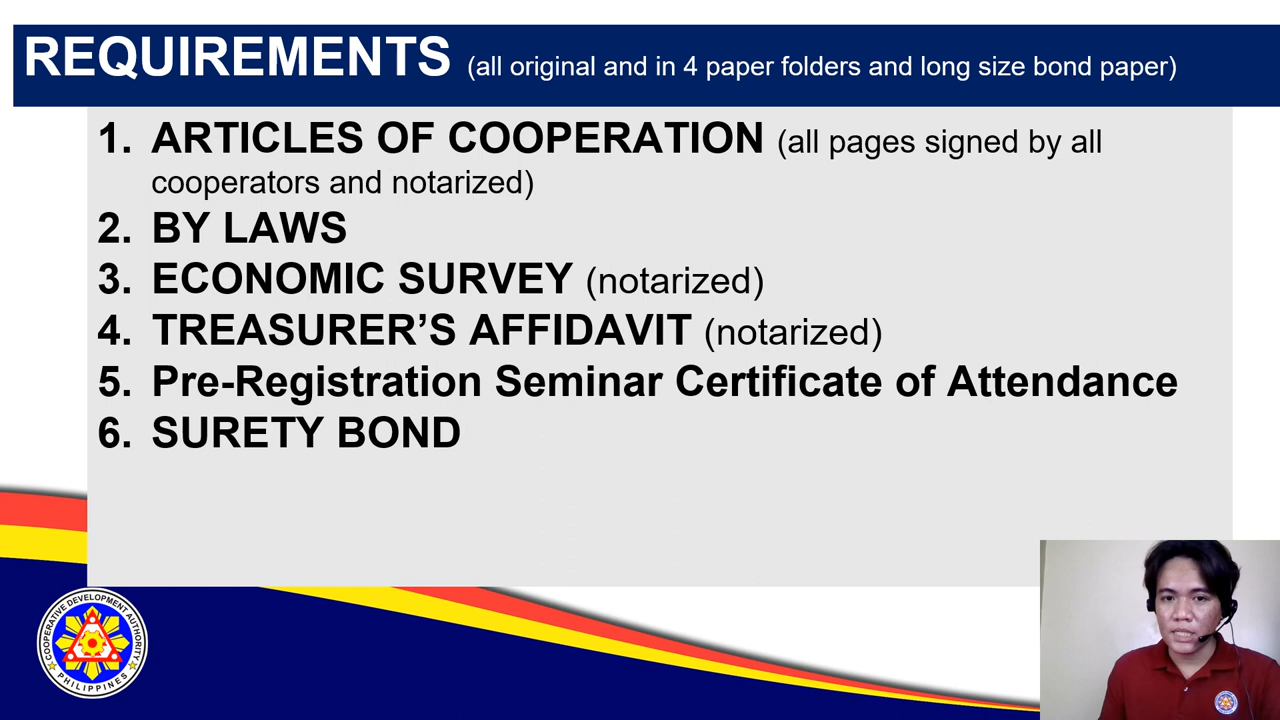 REQUIREMENTS (all original and in 4 paper folders and long size bond paper)
1. ARTICLES OF COOPERATION (all pages signed by all
cooperators and notarized)
2. BY LAWS
3. ECONOMIC SURVEY (notarized)
4. TREASURER’S AFFIDAVIT (notarized)
5. Pre-Registration Seminar Certificate of Attendance
6. SURETY BOND
COOPERATIVE DEVELOPMENT AUTHORITY
PHILIPPINES